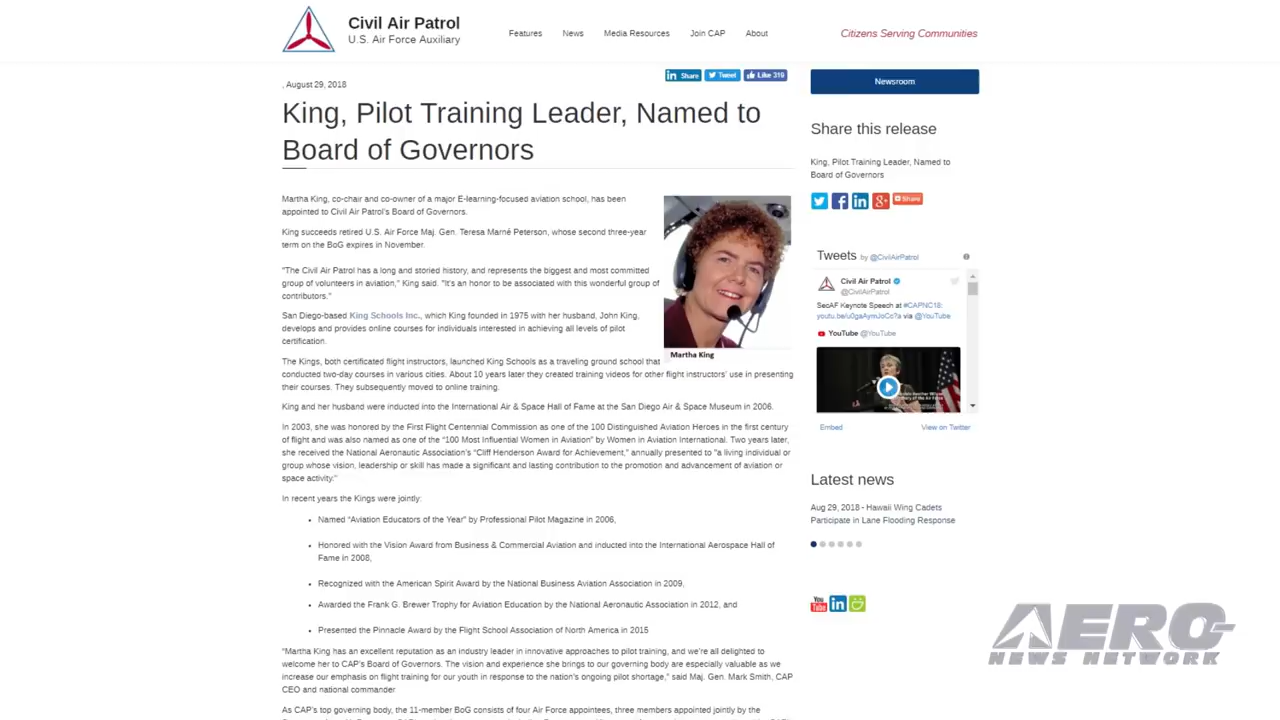 Civil Air Patrol
U.S. Air Force Auxiliary
Features News Media Resources Join CAP About
Citizens Serving Communities
, August 29, 2018
Share Tweet Like 319
King, Pilot Training Leader, Named to
Board of Governors
Martha King, co-chair and co-owner of a major E-learning-focused aviation school, has been
appointed to Civil Air Patrol's Board of Governors.
King succeeds retired U.S. Air Force Maj. Gen. Teresa Marné Peterson, whose second three-year
term on the BoG expires in November.
"The Civil Air Patrol has a long and storied history, and represents the biggest and most committed
group of volunteers in aviation," King said. "It's an honor to be associated with this wonderful group of
contributors."
San Diego-based King Schools Inc., which King founded in 1975 with her husband, John King,
develops and provides online courses for individuals interested in achieving all levels of pilot
certification.
Martha King
The Kings, both certificated flight instructors, launched King Schools as a traveling ground school that
conducted two-day courses in various cities. About 10 years later they created training videos for other flight instructors' use in presenting
their courses. They subsequently moved to online training.
King and her husband were inducted into the International Air & Space Hall of Fame at the San Diego Air & Space Museum in 2006.
In 2003, she was honored by the First Flight Centennial Commission as one of the 100 Distinguished Aviation Heroes in the first century
of flight and was also named as one of the "100 Most Influential Women in Aviation" by Women in Aviation International. Two years later,
she received the National Aeronautic Association's "Cliff Henderson Award for Achievement," annually presented to "a living individual or
group whose vision, leadership or skill has made a significant and lasting contribution to the promotion and advancement of aviation or
space activity."
In recent years the Kings were jointly:
• Named "Aviation Educators of the Year" by Professional Pilot Magazine in 2006,
• Honored with the Vision Award from Business & Commercial Aviation and inducted into the International Aerospace Hall of
Fame in 2008,
• Recognized with the American Spirit Award by the National Business Aviation Association in 2009,
• Awarded the Frank G. Brewer Trophy for Aviation Education by the National Aeronautic Association in 2012, and
• Presented the Pinnacle Award by the Flight School Association of North America in 2015
"Martha King has an excellent reputation as an industry leader in innovative approaches to pilot training, and we're all delighted to
welcome her to CAP's Board of Governors. The vision and experience she brings to our governing body are especially valuable as we
increase our emphasis on flight training for our youth in response to the nation's ongoing pilot shortage," said Maj. Gen. Mark Smith, CAP
CEO and national commander
As CAP's top governing body, the 11-member BoG consists of four Air Force appointees, three members appointed jointly by the
Newsroom
Share this release
King, Pilot Training Leader, Named to
Board of Governors
Share
Tweets by @CivilAirPatrol
Civil Air Patrol
@CivilAirPatrol
SecAF Keynote Speech at #CAPNC18:
via @YouTube
YouTube @YouTube
Embed View on Twitter
Latest news
Aug 29, 2018 - Hawaii Wing Cadets
Participate in Lane Flooding Response
You
Tube
AERO-
NEWS NETWORK